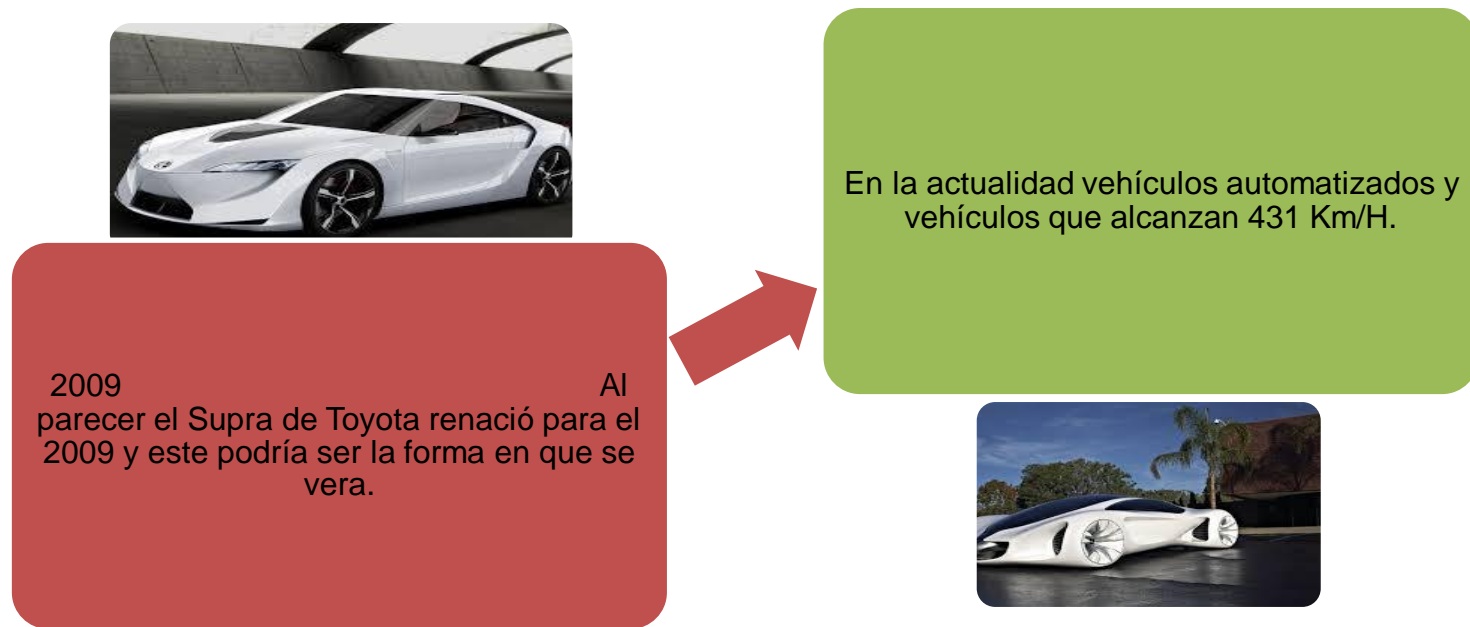 2009 Al
parecer el Supra de Toyota renació para el
2009 y este podría ser la forma en que se
vera.
En la actualidad vehículos automatizados y
vehículos que alcanzan 431 Km/H.